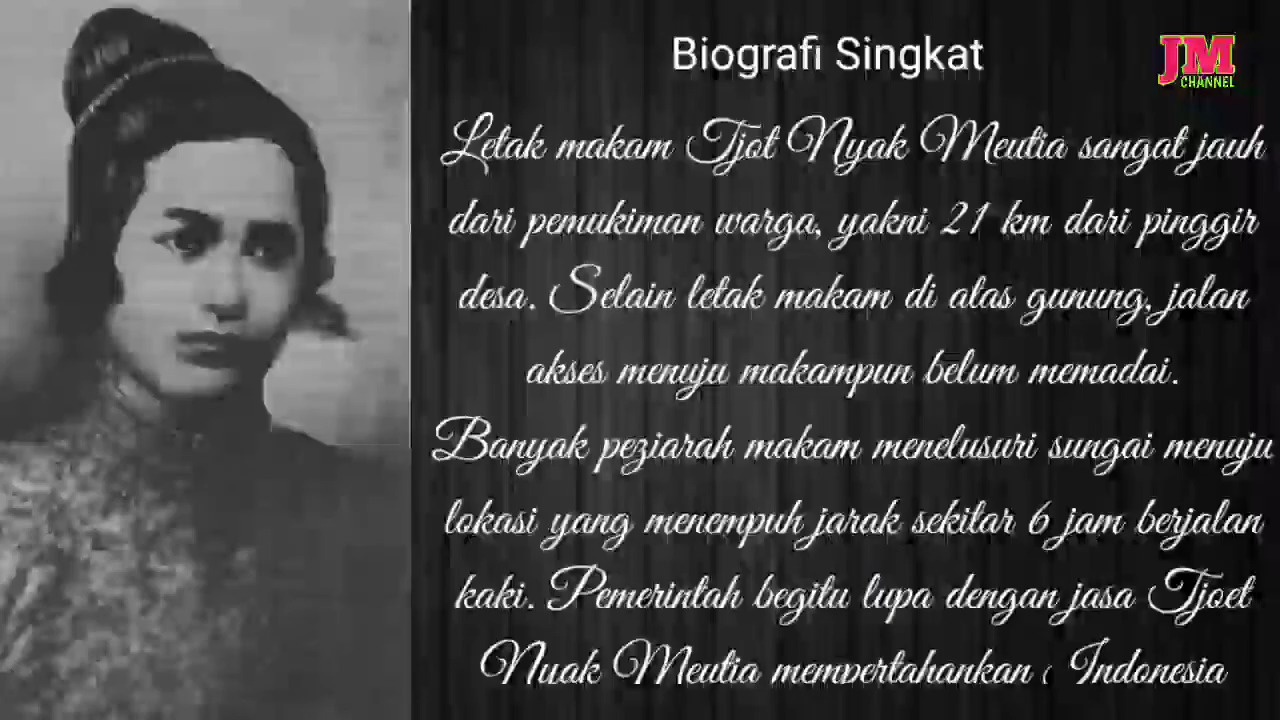 Biografi Singkat
JM
CHANNEL
Letak makam Tjot Nyak Meutia sangat jauh
dari pemukiman warga, yakni 21 km dari pinggir
desa. Selain letak makam di atas gunung, jalan
akses menuju makampun belum memadai.
Banyak peziarah makam menelusuri sungai menuju
lokasi yang menempuh jarak sekitar 6 jam berjalan
kaki. Pemerintah begitu lupa dengan jasa Tjoet
Nyak Meutia mempertahankan ( Indonesia